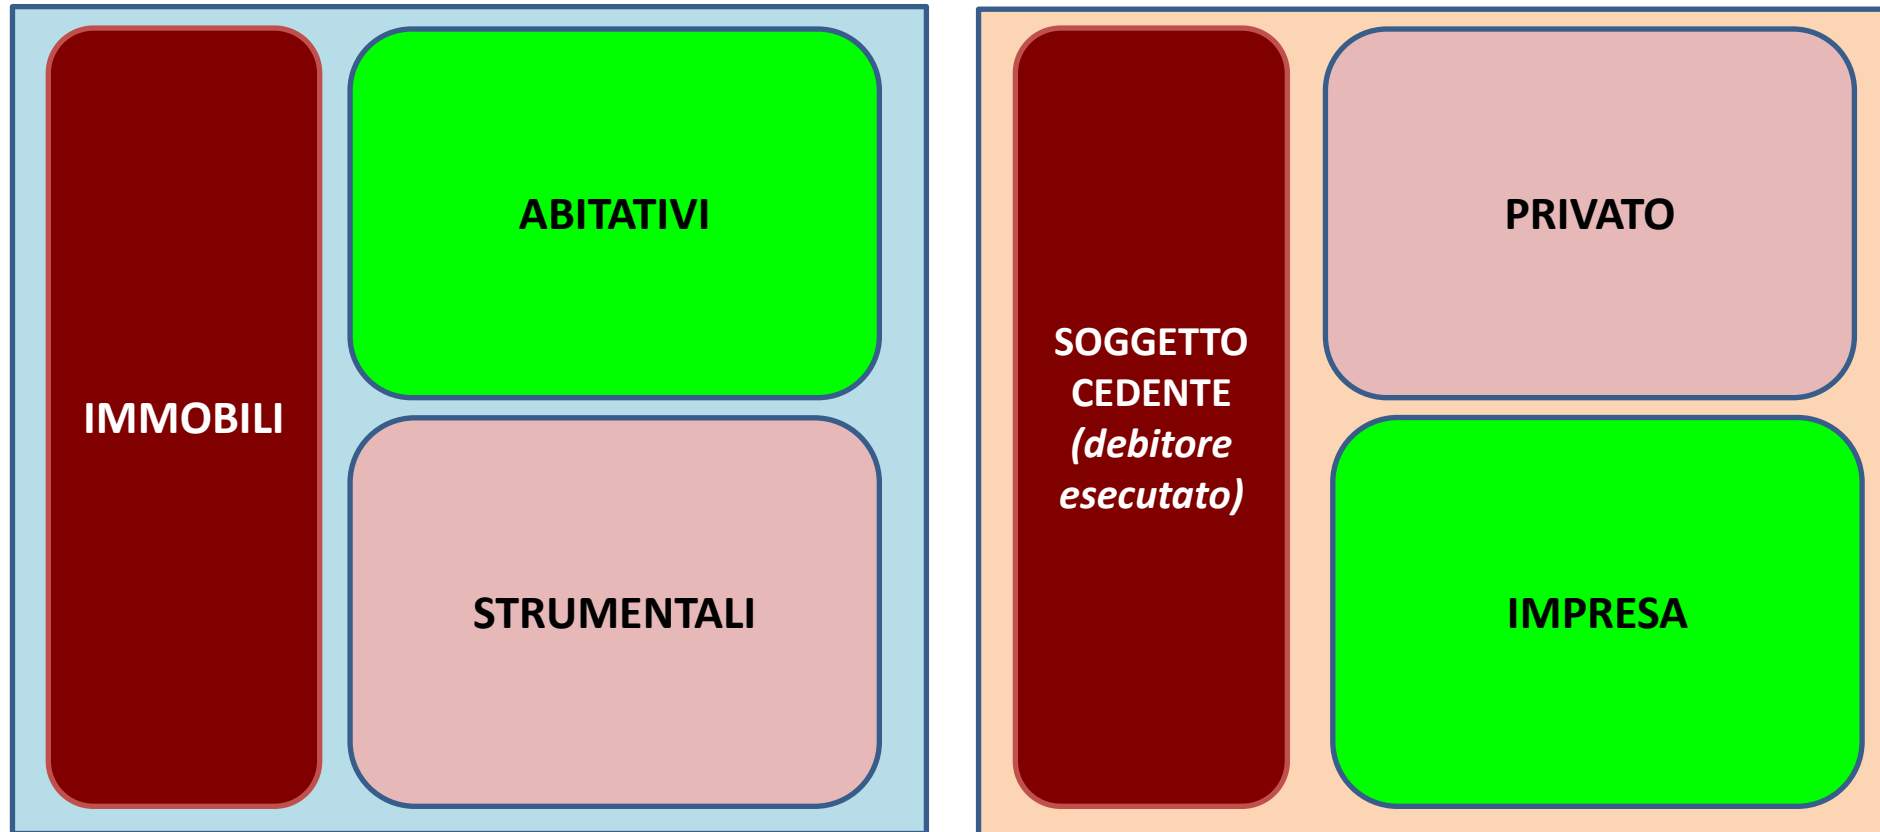 IMMOBILI
ABITATIVI
STRUMENTALI
SOGGETTO
CEDENTE
(debitore
esecutato)
PRIVATO
IMPRESA